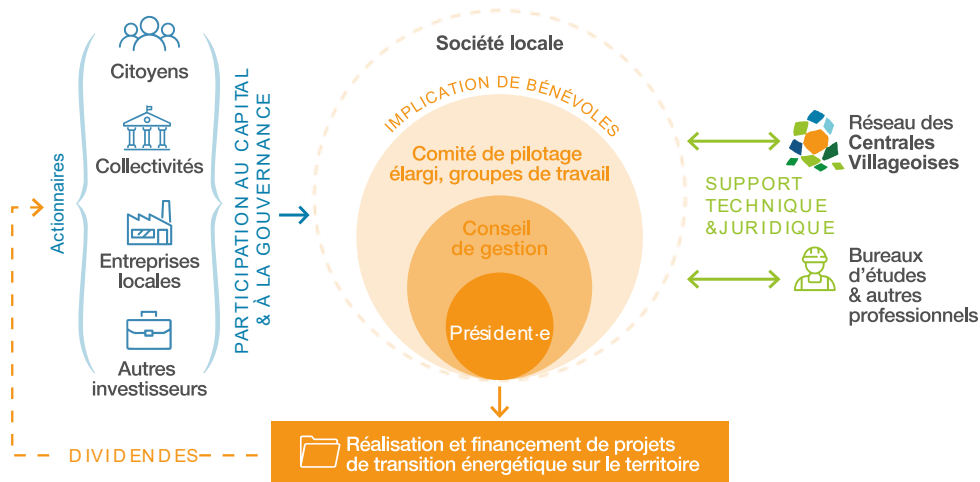 Actionnaires
Citoyens
Collectivités
Entreprises
locales
Autres
investisseurs
PARTICIPATION AU CAPITAL
& À LA GOUVERNANCE
Société locale
IMPLICATION DE BÉNÉVOLES
Comité de pilotage
élargi, groupes de travail
Conseil
de gestion
Président·e
SUPPORT
TECHNIQUE
&JURIDIQUE
Réseau des
Centrales
Villageoises
Bureaux
d'études
& autres
professionnels
DIVIDENDES
Réalisation et financement de projets
de transition énergétique sur le territoire